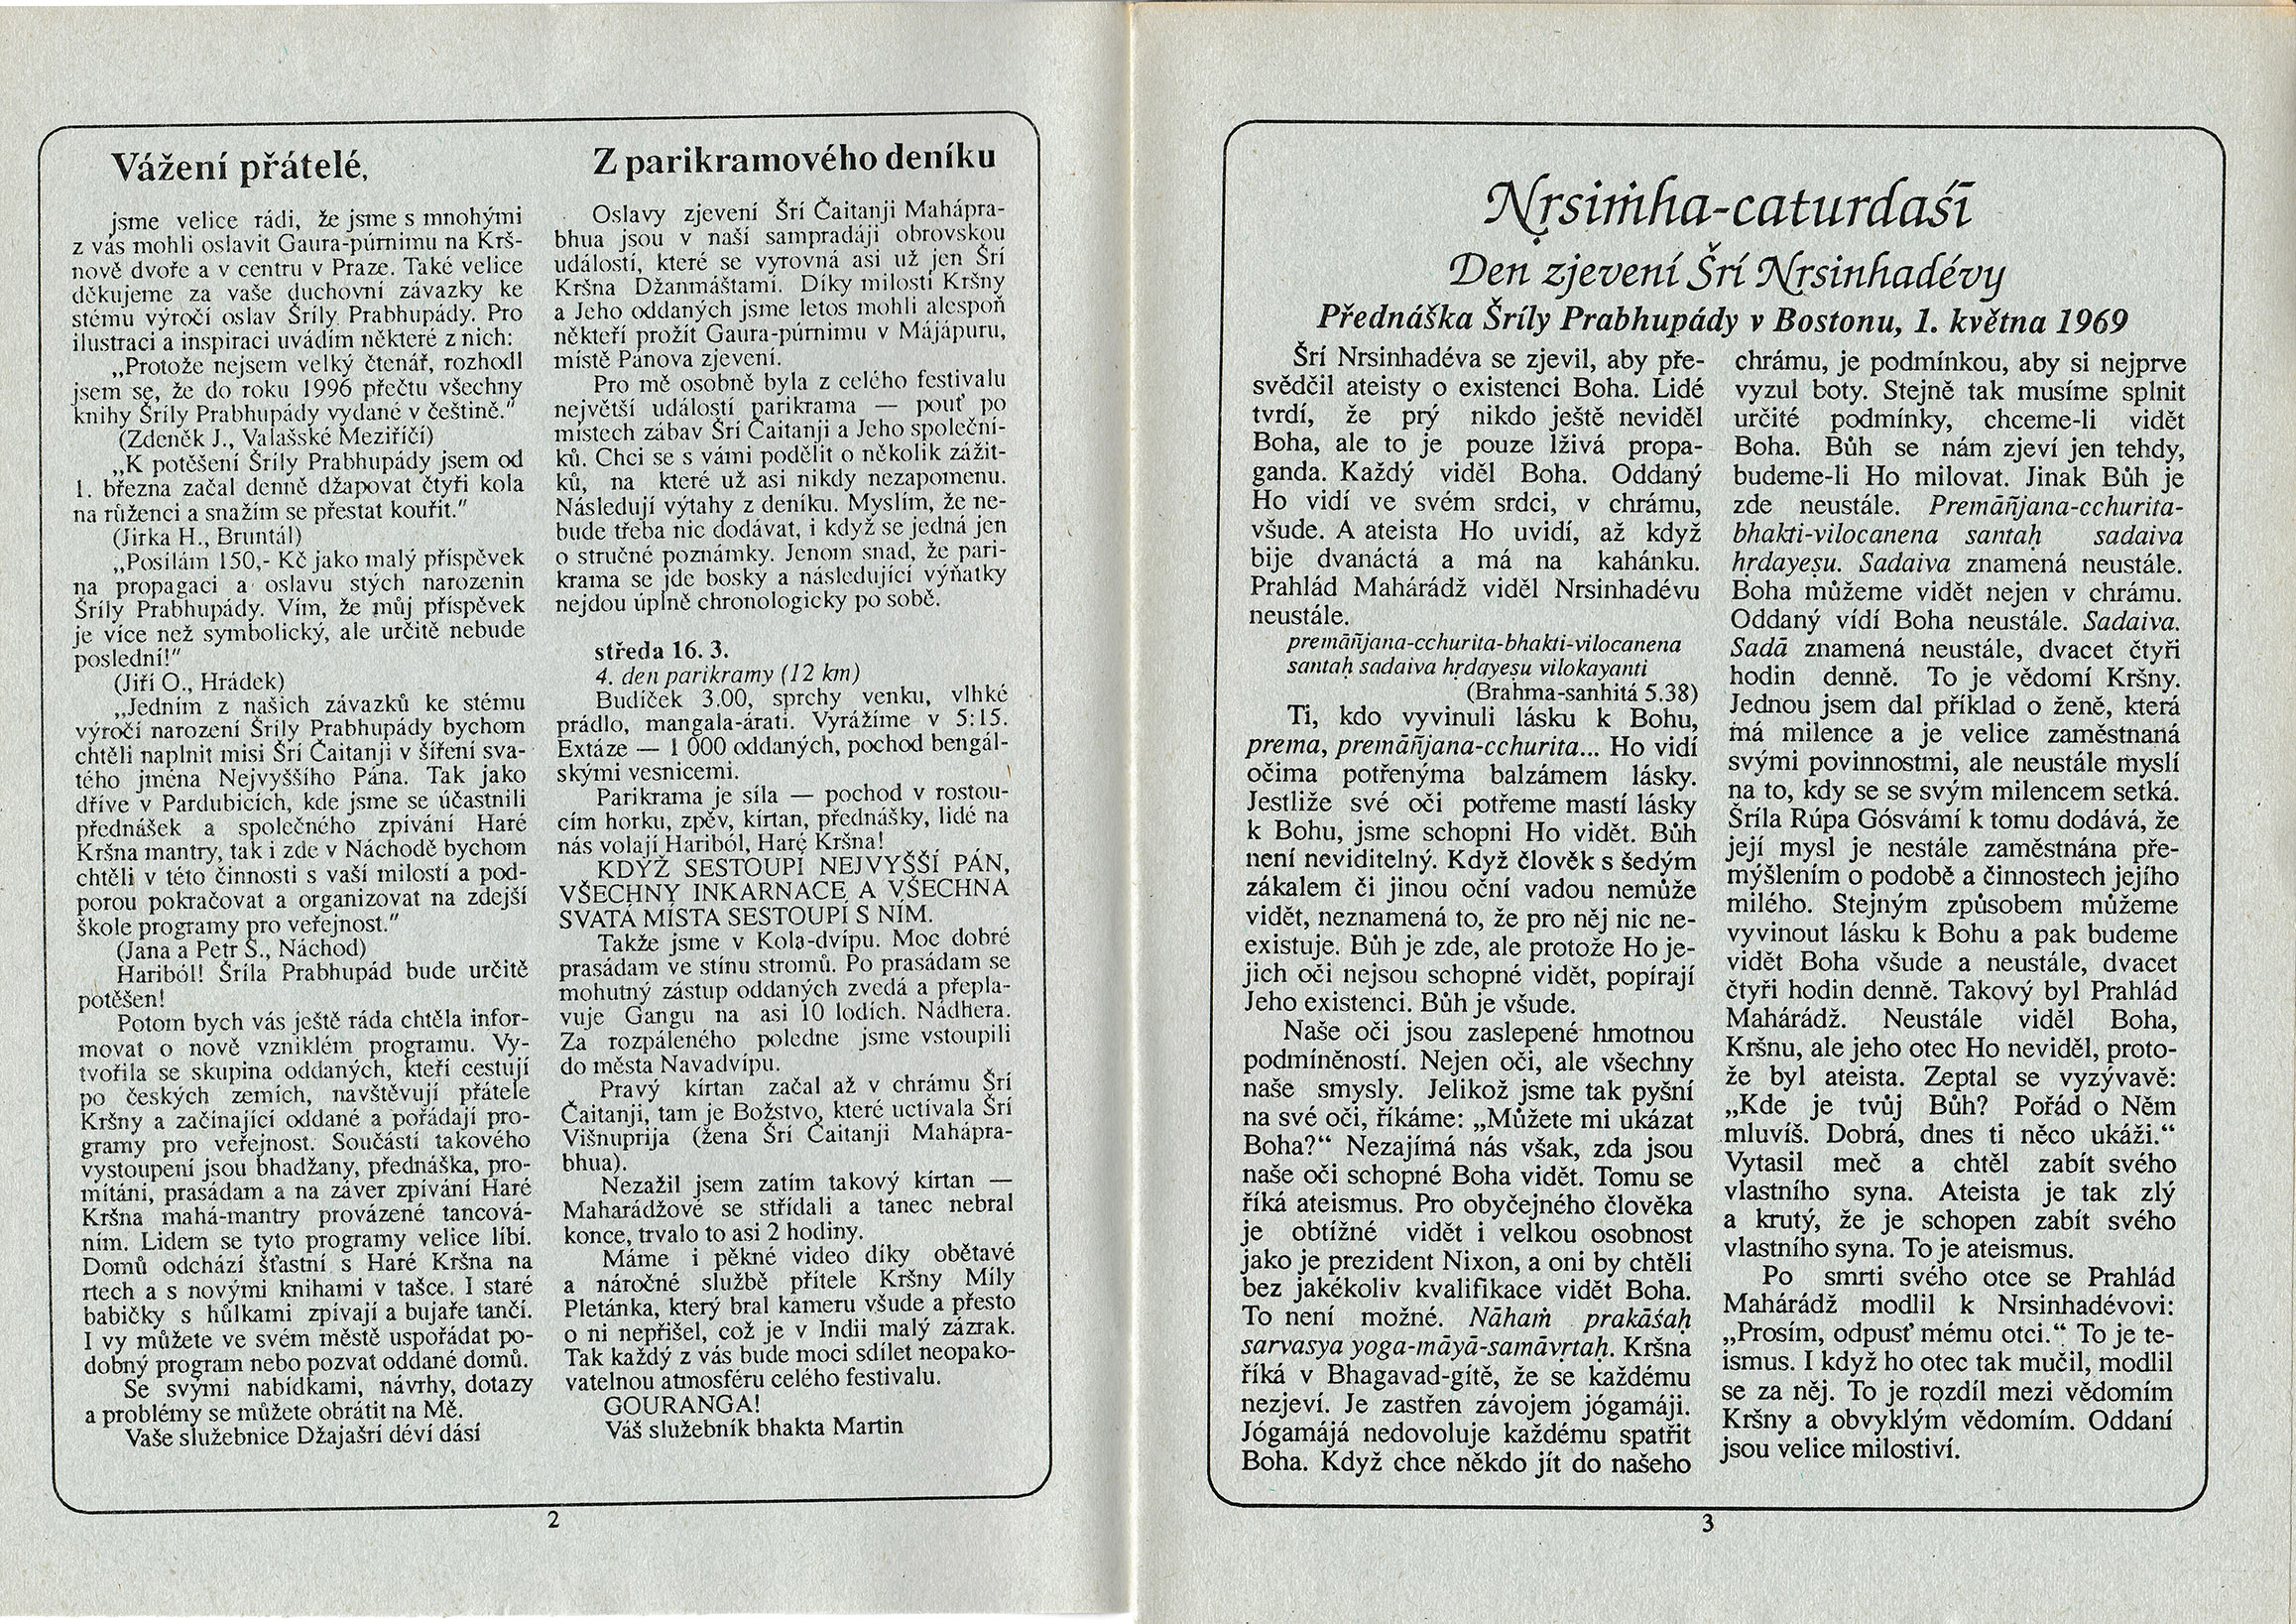 Vážení přátelé,
jsme velice rádi, že jsme s mnohými
z vás mohli oslavit Gaura-púrnimu na Krš-
nově dvoře a v centru v Praze. Také velice
děkujeme za vaše duchovní závazky ke
stému výročí oslav Šríly Prabhupády. Pro
ilustraci a inspiraci uvádím některé z nich:
„Protože nejsem velký čtenář, rozhodl
jsem se, že do roku 1996 přečtu všechny
knihy Šríly Prabhupády vydané v češtině."
(Zdeněk J., Valašské Meziříčí)
„K potěšení Šríly Prabhupády jsem od
1. března začal denně džapovat čtyři kola
na růženci a snažím se přestat kouřit."
(Jirka H., Bruntál)
„Posílám 150,- Kč jako malý příspěvek
na propagaci a oslavu stých narozenin
Šríly Prabhupády. Vím, že můj příspěvek
je více než symbolický, ale určitě nebude
poslední!"
(Jiří O., Hrádek)
„Jedním z našich závazků ke stému
výročí narození Šríly Prabhupády bychom
chtěli naplnit misi Šrí Čaitanji v šíření sva-
tého jména Nejvyššího Pána. Tak jako
dříve v Pardubicích, kde jsme se účastnili
přednášek a společného zpívání Haré
Kršna mantry, tak i zde v Náchodě bychom
chtěli v této činnosti s vaší milostí a pod-
porou pokračovat a organizovat na zdejší
škole programy pro veřejnost."
(Jana a Petr S., Náchod)
Hariból! Šríla Prabhupád bude určitě
potěšen!
Potom bych vás ještě ráda chtěla infor-
movat o nově vzniklém programu. Vy-
tvořila se skupina oddaných, kteří cestují
po českých zemích, navštěvují přátele
Kršny a začínající oddané a pořádají pro-
gramy pro veřejnost. Součástí takového
vystoupení jsou bhadžany, přednáška, pro-
mítání, prasádam a na záver zpívání Haré
Kršna mahá-mantry provázené tancová-
ním. Lidem se tyto programy velice líbí.
Domů odchází šťastní s Haré Kršna na
rtech a s novými knihami v tašce. I staré
babičky s hůlkami zpívají a bujaře tančí.
I vy můžete ve svém městě uspořádat po-
dobný program nebo pozvat oddané domů.
Se svými nabídkami, návrhy, dotazy
a problémy se můžete obrátit na Mě.
Vaše služebnice Džajašrí déví dásí
Z parikramového deníku
Oslavy zjevení Šrí Čaitanji Mahápra-
bhua jsou v naší sampradáji obrovskou
událostí, které se vyrovná asi už jen Šrí
Kršna Džanmáštamí. Díky milosti Kršny
a Jeho oddaných jsme letos mohli alespoň
někteří prožít Gaura-púrnimu v Májápuru,
místě Pánova zjevení.
Pro mě osobně byla z celého festivalu
největší událostí parikrama — pouť po
místech zábav Šrí Čaitanji a Jeho společní-
ků. Chci se s vámi podělit o několik zážit-
ků, na které už asi nikdy nezapomenu.
Následují výtahy z deníku. Myslím, že ne-
bude třeba nic dodávat, i když se jedná jen
o stručné poznámky. Jenom snad, že pari-
krama se jde bosky a následující výňatky
nejdou úplně chronologicky po sobě.
středa 16. 3.
4. den parikramy (12 km)
Budíček 3.00, sprchy venku, vlhké
prádlo, mangala-árati. Vyrážíme v 5:15.
Extáze — 1 000 oddaných, pochod bengál-
skými vesnicemi.
Parikrama je síla — pochod v rostou-
cím horku, zpěv, kírtan, přednášky, lidé na
nás volají Hariból, Haré Kršna!
KDYŽ SESTOUPÍ NEJVYŠŠÍ PÁN,
VŠECHNY INKARNACE A VŠECHNA
SVATÁ MÍSTA SESTOUPÍ S NÍM.
Takže jsme v Kola-dvípu. Moc dobré
prasádam ve stínu stromů. Po prasádam se
mohutný zástup oddaných zvedá a přepla-
vuje Gangu na asi 10 lodích. Nádhera.
Za rozpáleného poledne jsme vstoupili
do města Navadvípu.
Pravý kírtan začal až v chrámu Šrí
Čaitanji, tam je Božstvo, které uctívala Šrí
Višnuprija (žena Šrí Čaitanji Mahápra-
bhua).
Nezažil jsem zatím takový kírtan —
Maharádžové se střídali a tanec nebral
konce, trvalo to asi 2 hodiny.
Máme i pěkné video díky obětavé
a náročné službě přítele Kršny Míly
Pletánka, který bral kameru všude a přesto
o ni nepřišel, což je v Indii malý zázrak.
Tak každý z vás bude moci sdílet neopako-
vatelnou atmosféru celého festivalu.
GOURANGA!
Váš služebník bhakta Martin
2
Nṛsiṁha-caturdaśī
Den zjevení Šrí Nrsinhadévy
Přednáška Šríly Prabhupády v Bostonu, 1. května 1969
Šrí Nrsinhadéva se zjevil, aby pře-
svědčil ateisty o existenci Boha. Lidé
tvrdí, že prý nikdo ještě neviděl
Boha, ale to je pouze lživá propa-
ganda. Každý viděl Boha. Oddaný
Ho vidí ve svém srdci, v chrámu,
všude. A ateista Ho uvidí, až když
bije dvanáctá a má na kahánku.
Prahlád Mahárádž viděl Nrsinhadévu
neustále.
premāñjana-cchurita-bhakti-vilocanena
santaḥ sadaiva hṛdayeṣu vilokayanti
(Brahma-sanhitá 5.38)
Ti, kdo vyvinuli lásku k Bohu,
prema, premāñjana-cchurita... Ho vidí
očima potřenýma balzámem lásky.
Jestliže své oči potřeme mastí lásky
k Bohu, jsme schopni Ho vidět. Bůh
není neviditelný. Když člověk s šedým
zákalem či jinou oční vadou nemůže
vidět, neznamená to, že pro něj nic ne-
existuje. Bůh je zde, ale protože Ho je-
jich oči nejsou schopné vidět, popírají
Jeho existenci. Bůh je všude.
Naše oči jsou zaslepené hmotnou
podmíněností. Nejen oči, ale všechny
naše smysly. Jelikož jsme tak pyšní
na své oči, říkáme: „Můžete mi ukázat
Boha?“ Nezajímá nás však, zda jsou
naše oči schopné Boha vidět. Tomu se
říká ateismus. Pro obyčejného člověka
je obtížné vidět i velkou osobnost
jako je prezident Nixon, a oni by chtěli
bez jakékoliv kvalifikace vidět Boha.
To není možné. Nāhaṁ prakāśaḥ
sarvasya yoga-māyā-samāvṛtaḥ. Kršna
říká v Bhagavad-gítě, že se každému
nezjeví. Je zastřen závojem jógamáji.
Jógamájá nedovoluje každému spatřit
Boha. Když chce někdo jít do našeho
chrámu, je podmínkou, aby si nejprve
vyzul boty. Stejně tak musíme splnit
určité podmínky, chceme-li vidět
Boha. Bůh se nám zjeví jen tehdy,
budeme-li Ho milovat. Jinak Bůh je
zde neustále. Premāñjana-cchurita-
bhakti-vilocanena santaḥ sadaiva
hṛdayeṣu. Sadaiva znamená neustále.
Boha můžeme vidět nejen v chrámu.
Oddaný vídí Boha neustále. Sadaiva.
Sadā znamená neustále, dvacet čtyři
hodin denně. To je vědomí Kršny.
Jednou jsem dal příklad o ženě, která
má milence a je velice zaměstnaná
svými povinnostmi, ale neustále myslí
na to, kdy se se svým milencem setká.
Šríla Rúpa Gósvámí k tomu dodává, že
její mysl je nestále zaměstnána pře-
mýšlením o podobě a činnostech jejího
milého. Stejným způsobem můžeme
vyvinout lásku k Bohu a pak budeme
vidět Boha všude a neustále, dvacet
čtyři hodin denně. Takový byl Prahlád
Mahárádž. Neustále viděl Boha,
Kršnu, ale jeho otec Ho neviděl, proto-
že byl ateista. Zeptal se vyzývavě:
„Kde je tvůj Bůh? Pořád o Něm
mluvíš. Dobrá, dnes ti něco ukáži.“
Vytasil meč a chtěl zabít svého
vlastního syna. Ateista je tak zlý
a krutý, že je schopen zabít svého
vlastního syna. To je ateismus.
Po smrti svého otce se Prahlád
Mahárádž modlil k Nrsinhadévovi:
„Prosím, odpusť mému otci.“ To je te-
ismus. I když ho otec tak mučil, modlil
se za něj. To je rozdíl mezi vědomím
Kršny a obvyklým vědomím. Oddaní
jsou velice milostiví.
3